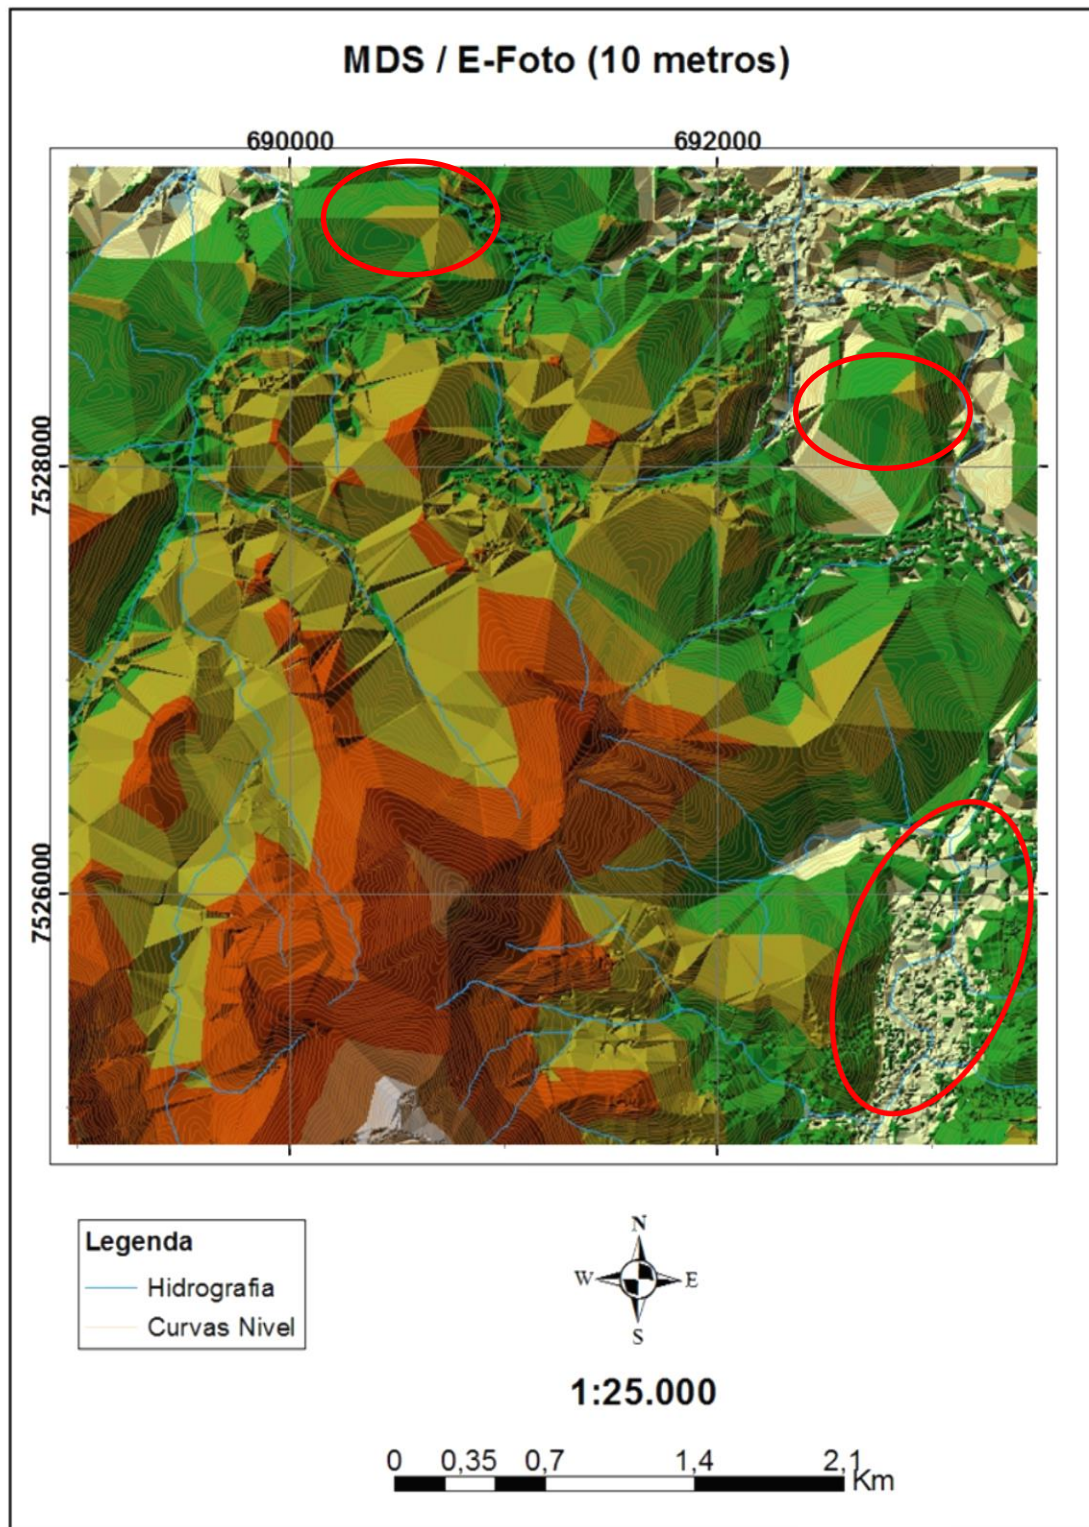 MDS / E-Foto (10 metros)
690000
692000
7528000
7526000
Legenda
Hidrografia
Curvas Nivel
N
W
E
S
1:25.000
0
0,35
0,7
1,4
2,1
Km